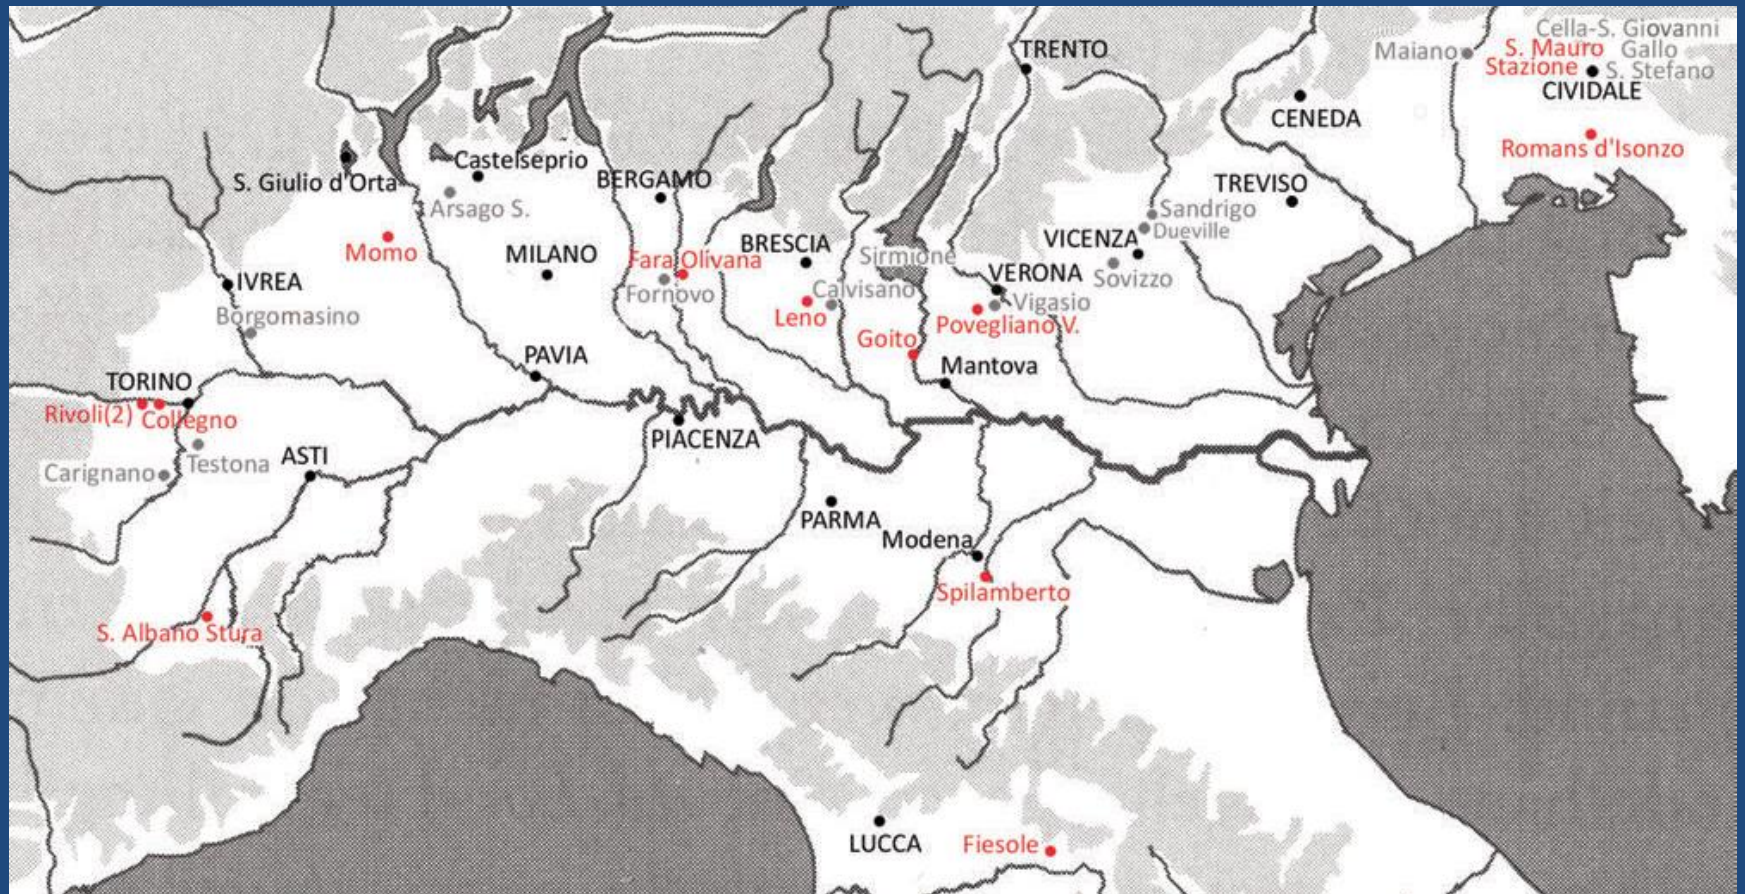 Cella-S. Giovanni
TRENTO
Maiano
S. Mauro
Gallo
Stazione
S. Stefano
CIVIDALE
CENEDA
Romans d'Isonzo
Castelseprio
S. Giulio d'Orta
BERGAMO
TREVISO
Arsago S.
Sandrigo
Dueville
Momo
MILANO
BRESCIA
VICENZA
Fara Olivana
Sirmione
VERONA
Sovizzo
IVREA
Fornovo
Calvisano
Vigasio
Borgomasino
Leno
Povegliano V.
Goito
PAVIA
Mantova
TORINO
Rivoli(2)
Collegno
PIACENZA
ASTI
Testona
Carignano
PARMA
Modena
Spilamberto
S. Albano Stura
LUCCA
Fiesole